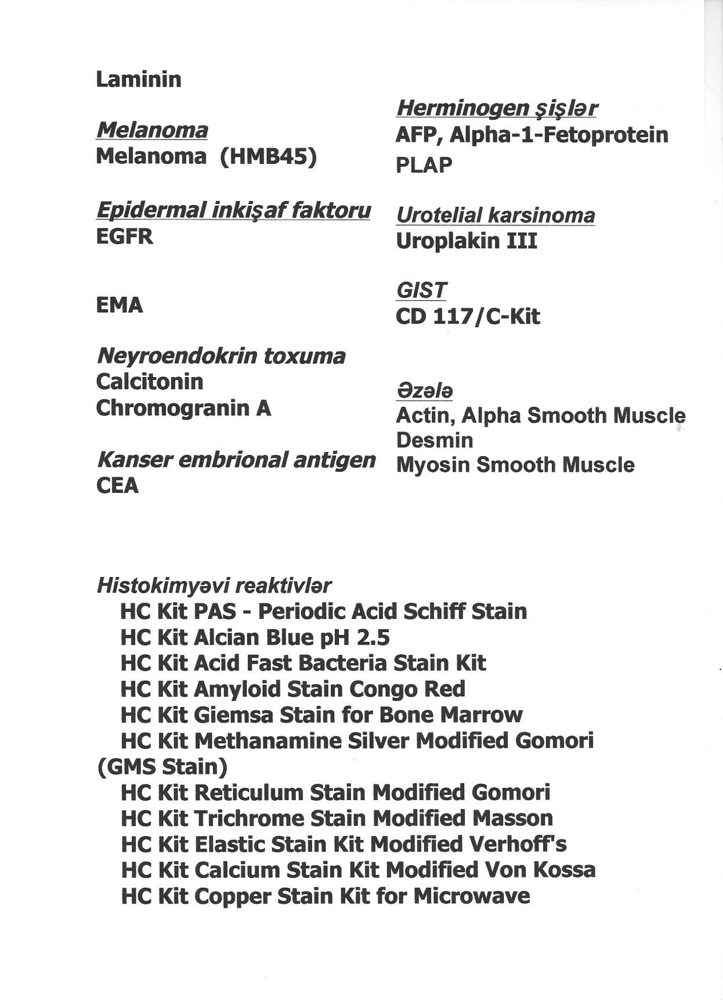 Laminin
Melanoma
Melanoma (HMB45)
Epidermal inkişaf faktoru
EGFR
EMA
Neyroendokrin toxuma
Calcitonin
Chromogranin A
Kanser embrional antigen
CEA
Herminogen şişlər
AFP, Alpha-1-Fetoprotein
PLAP
Urotelial karsinoma
Uroplakin III
GIST
CD 117/C-Kit
Əzələ
Actin, Alpha Smooth Muscle
Desmin
Myosin Smooth Muscle
Histokimyəvi reaktivlər
HC Kit PAS - Periodic Acid Schiff Stain
HC Kit Alcian Blue pH 2.5
HC Kit Acid Fast Bacteria Stain Kit
HC Kit Amyloid Stain Congo Red
HC Kit Giemsa Stain for Bone Marrow
HC Kit Methanamine Silver Modified Gomori
(GMS Stain)
HC Kit Reticulum Stain Modified Gomori
HC Kit Trichrome Stain Modified Masson
HC Kit Elastic Stain Kit Modified Verhoff's
HC Kit Calcium Stain Kit Modified Von Kossa
HC Kit Copper Stain Kit for Microwave